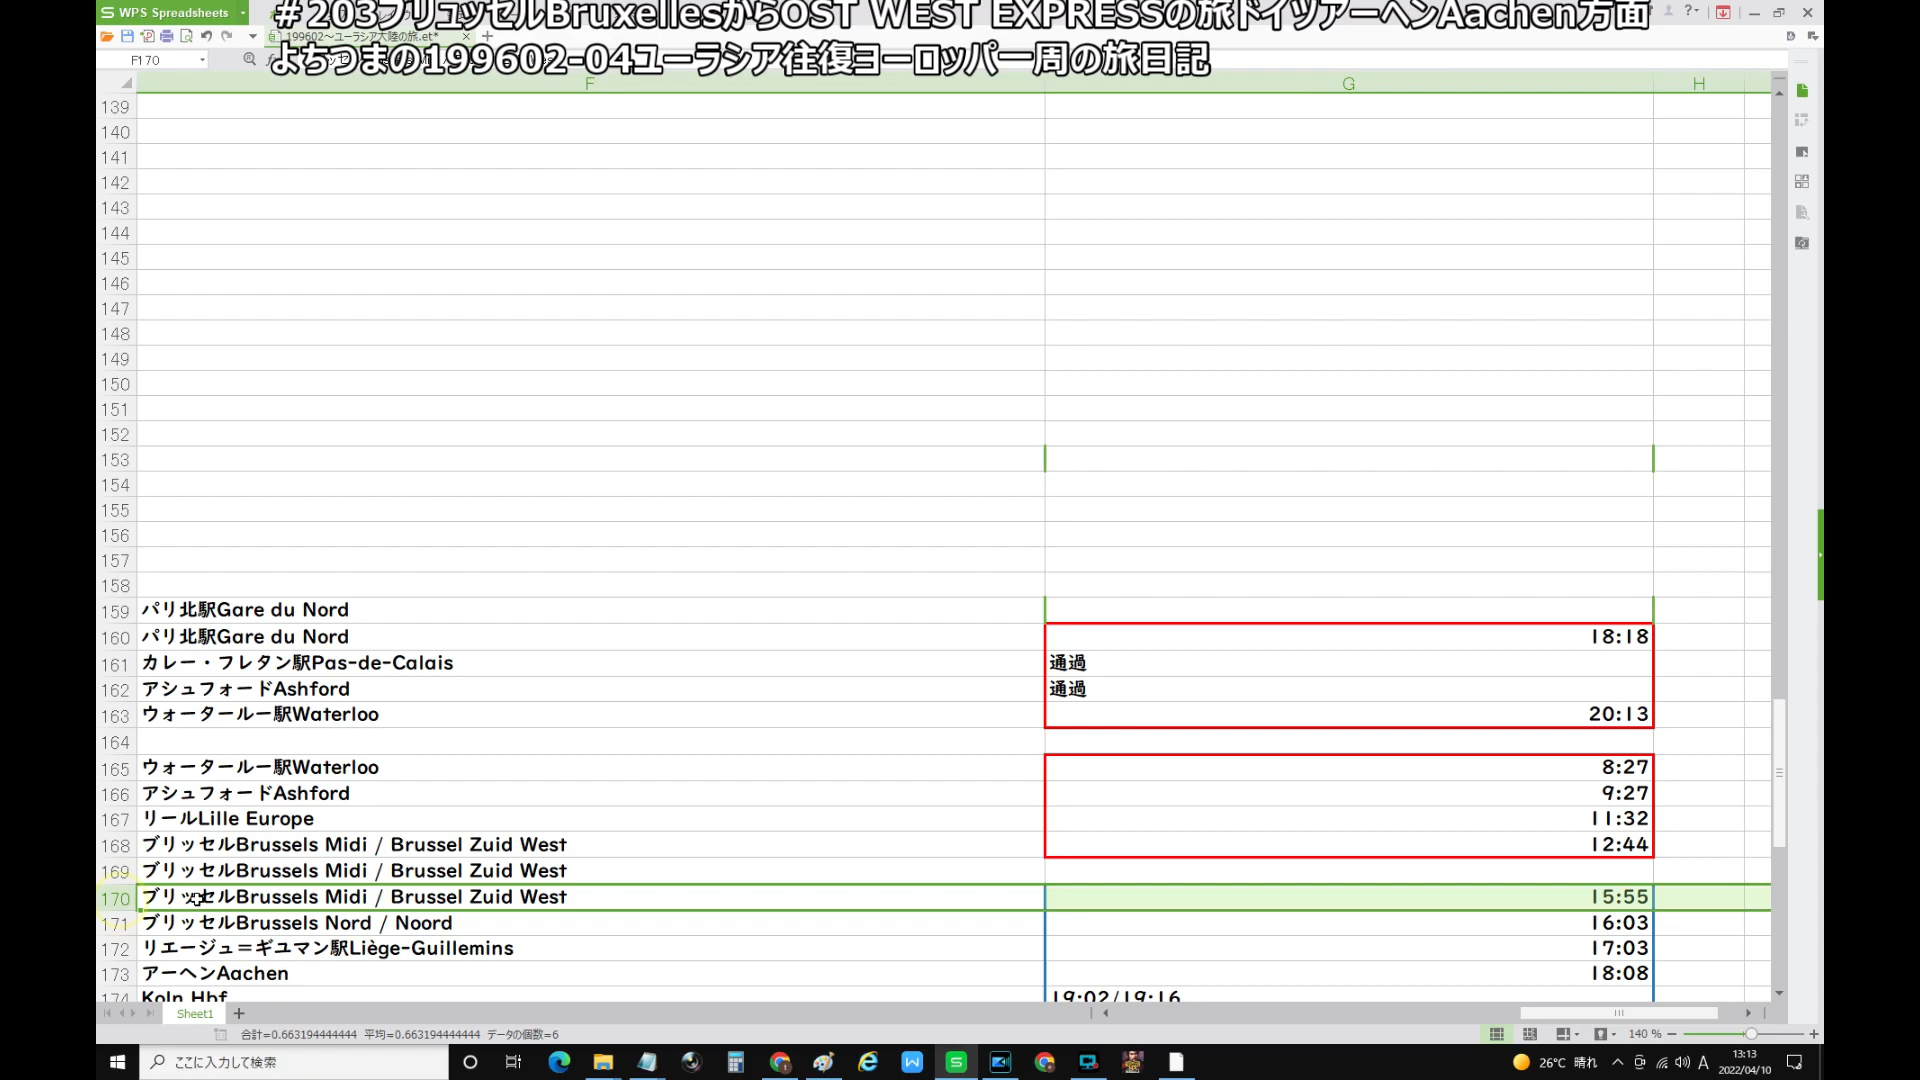 #203ブリュッセルBruxellesからOST WEST EXPRESSの旅ドイツアーヘンAachen方面
よちつまの199602-04ユーラシア往復ヨーロッパ一周の旅日記
WPS Spreadsheets
199602～ユーラシア大陸の旅.et*
F170
F G H
139
140
141
142
143
144
145
146
147
148
149
150
151
152
153
154
155
156
157
158
159 パリ北駅Gare du Nord
160 パリ北駅Gare du Nord 18:18
161 カレー・フレタン駅Pas-de-Calais 通過
162 アシュフォードAshford 通過
163 ウォータールー駅Waterloo 20:13
164
165 ウォータールー駅Waterloo 8:27
166 アシュフォードAshford 9:27
167 リールLille Europe 11:32
168 ブリッセルBrussels Midi / Brussel Zuid West 12:44
169 ブリッセルBrussels Midi / Brussel Zuid West
170 ブリッセルBrussels Midi / Brussel Zuid West 15:55
171 ブリッセルBrussels Nord / Noord 16:03
172 リエージュ＝ギユマン駅Liège-Guillemins 17:03
173 アーヘンAachen 18:08
174 Koln Hbf 19:02/19:16
Sheet1
合計=0.663194444444 平均=0.663194444444 データの個数=6
140 %
ここに入力して検索
26°C 晴れ
A
13:13
2022/04/10